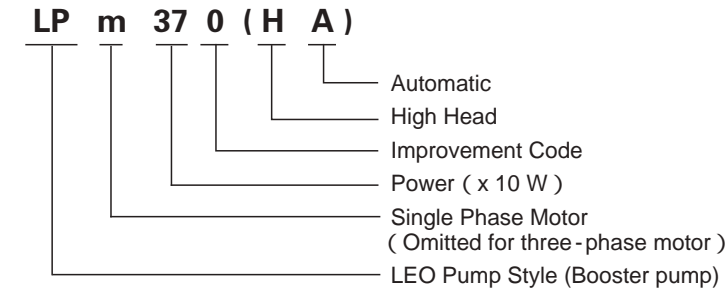 LP m 37 0 ( H A )
Automatic
High Head
Improvement Code
Power ( x 10 W )
Single Phase Motor
( Omitted for three-phase motor )
LEO Pump Style (Booster pump)